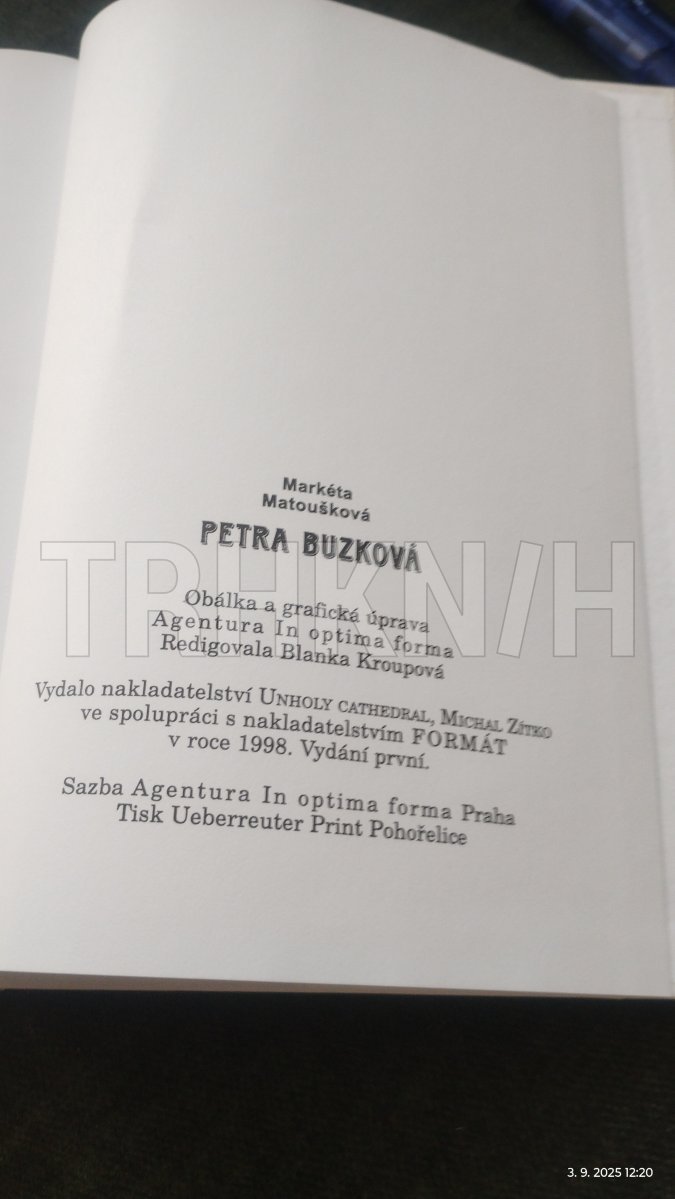 Markéta
Matoušková
PETRA BUZKOVÁ
TRHKN/H
Obálka a grafická úprava
Agentura In optima forma
Redigovala Blanka Kroupová
Vydalo nakladatelství UNHOLY CATHEDRAL, MICHAL ZÍTKO
ve spolupráci s nakladatelstvím FORMÁT
v roce 1998. Vydání první.
Sazba Agentura In optima forma Praha
Tisk Ueberreuter Print Pohořelice
3. 9. 2025 12:20